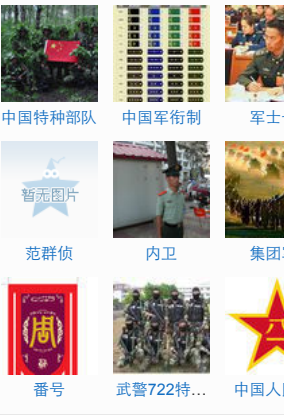 中国特种部队 中国军衔制 军士
暂无图片
范群侦 内卫 集团
周
番号 武警722特... 中国人